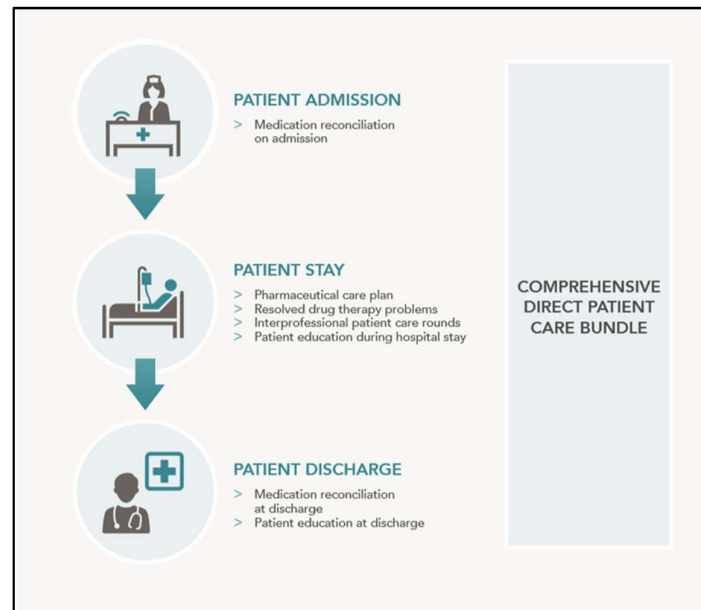 PATIENT ADMISSION
> Medication reconciliation
on admission
PATIENT STAY
> Pharmaceutical care plan
> Resolved drug therapy problems
> Interprofessional patient care rounds
> Patient education during hospital stay
PATIENT DISCHARGE
> Medication reconciliation
at discharge
> Patient education at discharge
COMPREHENSIVE
DIRECT PATIENT
CARE BUNDLE